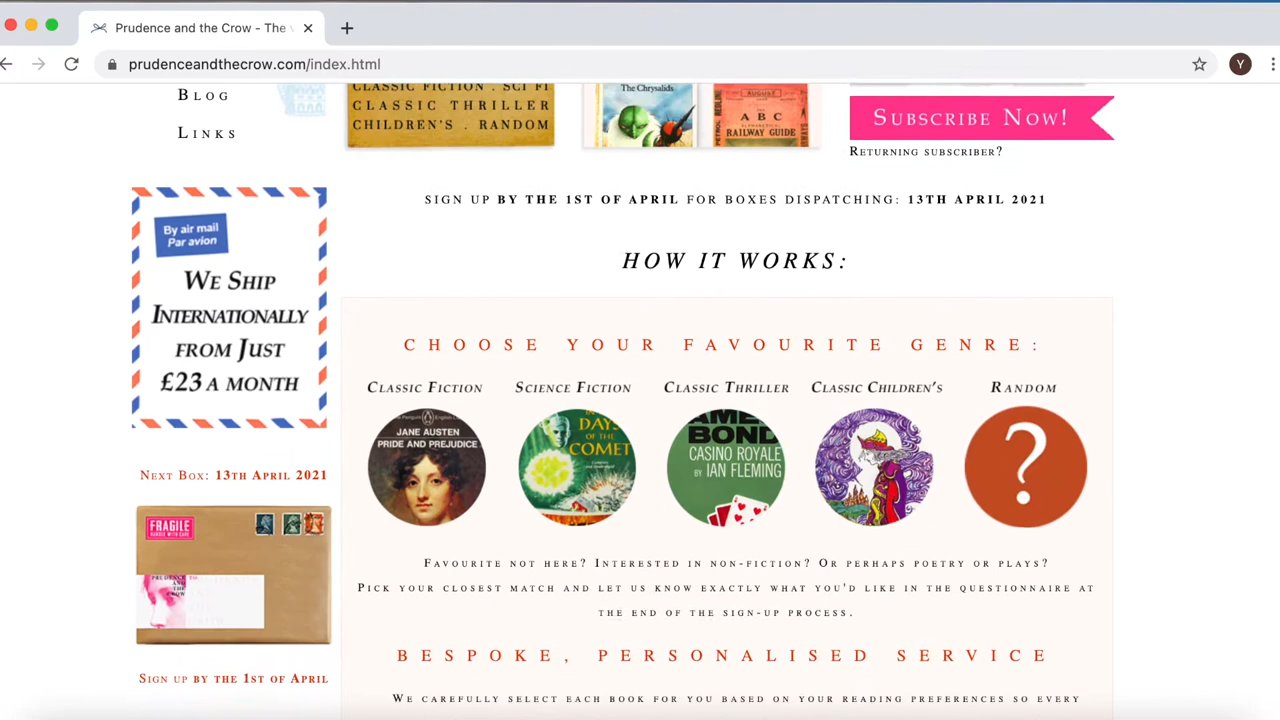 Prudence and the Crow - The v
prudenceandthecrow.com/index.html
Y
Blog
Links
CLASSIC FICTION . SCI FI
CLASSIC THRILLER
CHILDREN'S . RANDOM
The Chrysalids
AUGUST
ABC
RAILWAY GUIDE
Subscribe Now!
Returning subscriber?
By air mail
Par avion
We Ship
Internationally
from Just
£23 a month
SIGN UP BY THE 1ST OF APRIL FOR BOXES DISPATCHING: 13TH APRIL 2021
HOW IT WORKS:
CHOOSE YOUR FAVOURITE GENRE:
Classic Fiction
Science Fiction
Classic Thriller
Classic Children's
Random
JANE AUSTEN
PRIDE AND PREJUDICE
DAYS
OF THE
COMET
BOND
CASINO ROYALE
BY IAN FLEMING
?
Next Box: 13th April 2021
FRAGILE
PRUDENCE
AND
THE
CROW
Sign up by the 1st of April
Favourite not here? Interested in non-fiction? Or perhaps poetry or plays?
Pick your closest match and let us know exactly what you'd like in the questionnaire at
the end of the sign-up process.
BESPOKE, PERSONALISED SERVICE
We carefully select each book for you based on your reading preferences so every